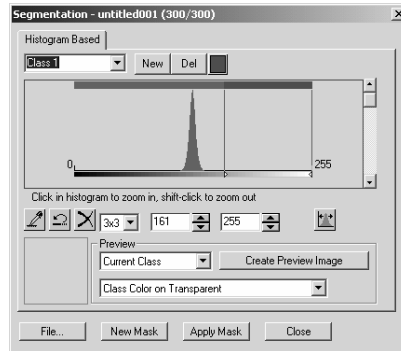 Segmentation - untitled001 (300/300)
Histogram Based
Class 1 New Del
0 255
Click in histogram to zoom in, shift-click to zoom out
3x3 161 255
Preview
Current Class Create Preview Image
Class Color on Transparent
File... New Mask Apply Mask Close